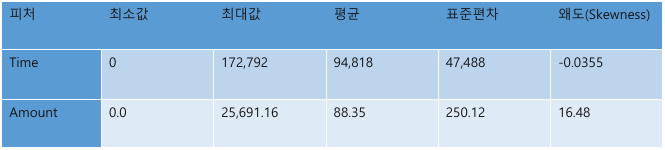 피처 최소값 최대값 평균 표준편차 왜도(Skewness)
Time 0 172,792 94,818 47,488 -0.0355
Amount 0.0 25,691.16 88.35 250.12 16.48